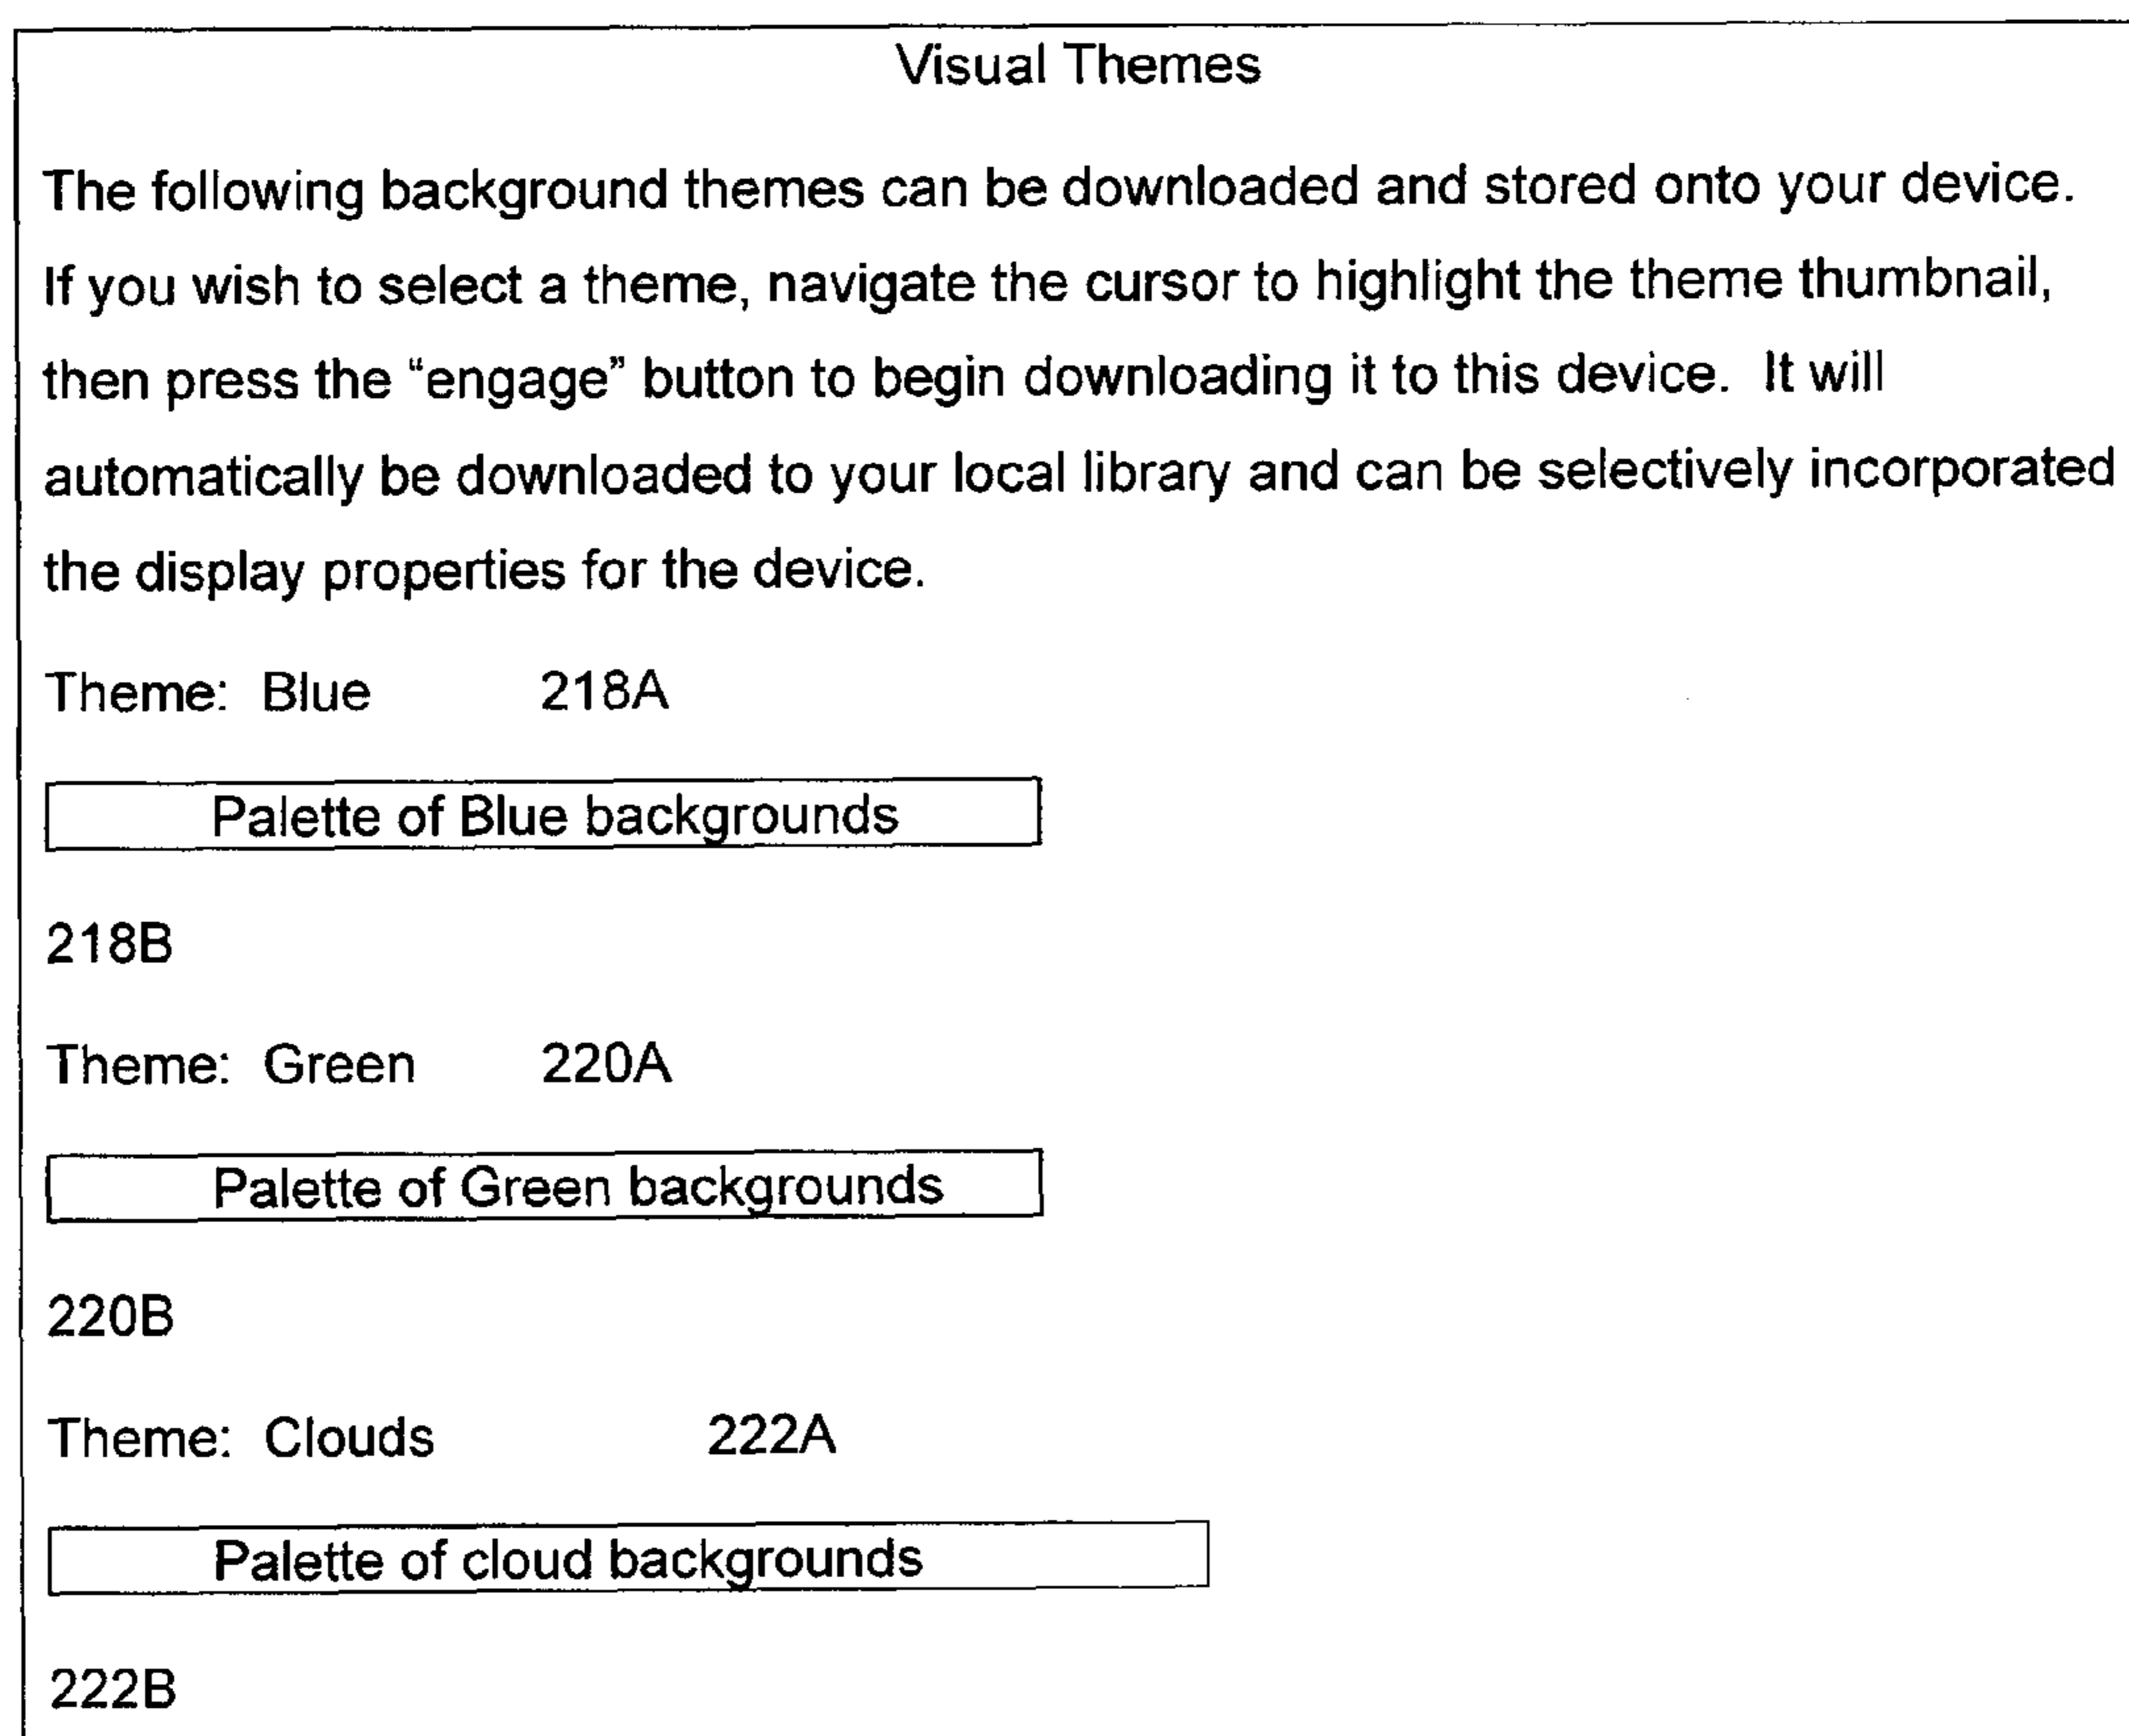 Visual Themes
The following background themes can be downloaded and stored onto your device.
If you wish to select a theme, navigate the cursor to highlight the theme thumbnail,
then press the “engage” button to begin downloading it to this device.  It will
automatically be downloaded to your local library and can be selectively incorporated
the display properties for the device.
Theme:  Blue 218A
Palette of Blue backgrounds
218B
Theme:  Green 220A
Palette of Green backgrounds
220B
Theme:  Clouds 222A
Palette of cloud backgrounds
222B